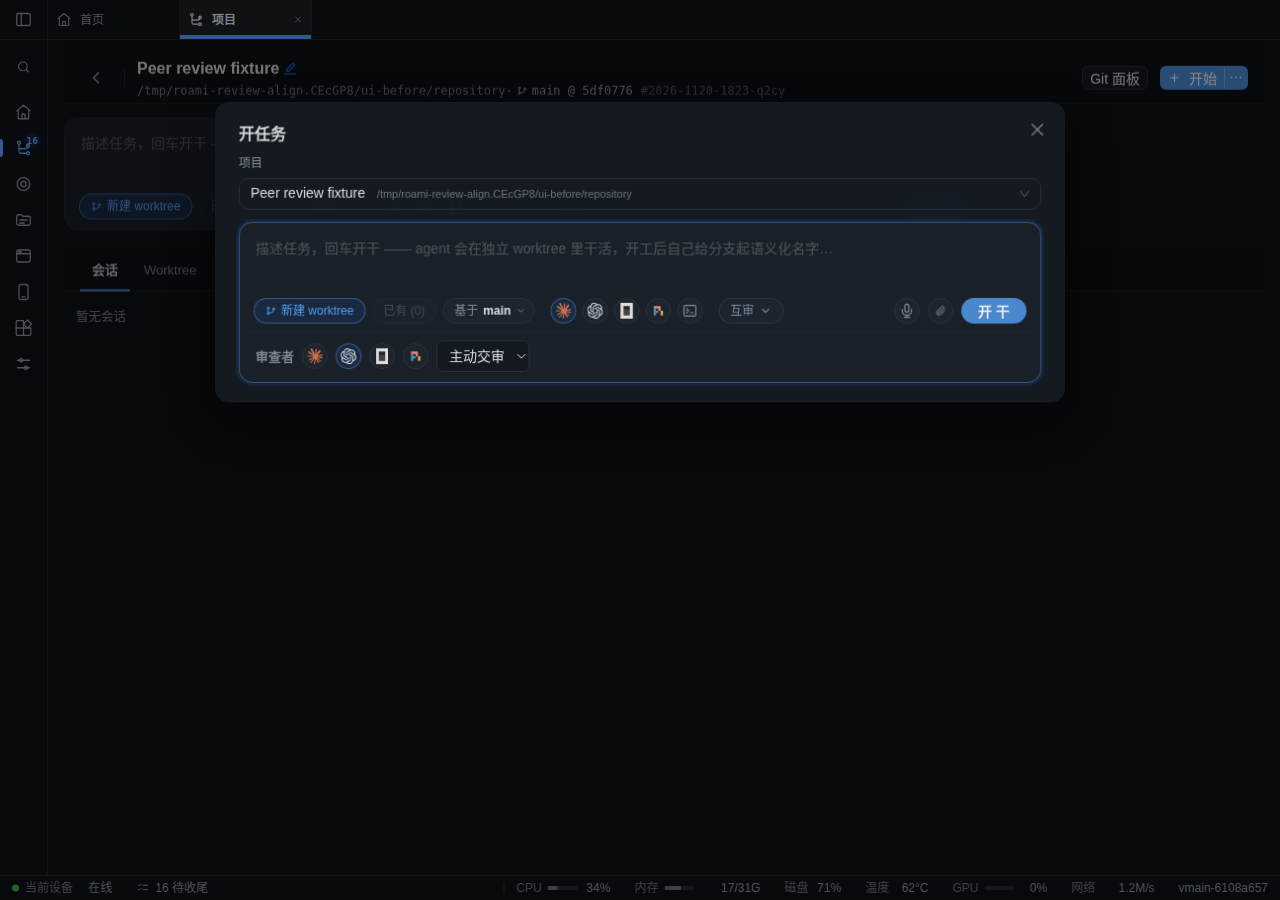 首页
项目
Peer review fixture
/tmp/roami-review-align.CEcGP8/ui-before/repository· main @ 5df0776 #2026-1120-1823-q2cy
Git 面板
开始
16
描述任务，回车开干
新建 worktree
会话 Worktree
暂无会话
开任务
项目
Peer review fixture /tmp/roami-review-align.CEcGP8/ui-before/repository
描述任务，回车开干 —— agent 会在独立 worktree 里干活，开工后自己给分支起语义化名字…
新建 worktree 已有 (0) 基于 main 互审 开 干
审查者 主动交审
当前设备 在线 16 待收尾 CPU 34% 内存 17/31G 磁盘 71% 温度 62°C GPU 0% 网络 1.2M/s vmain-6108a657